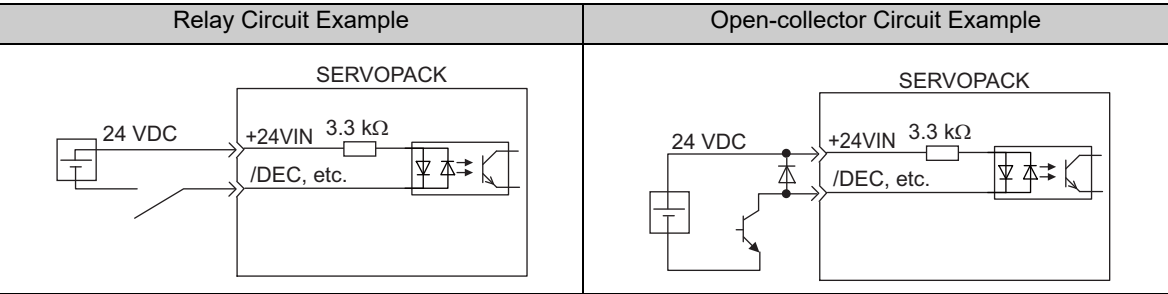 Relay Circuit Example
Open-collector Circuit Example
SERVOPACK
24 VDC
+24VIN
3.3 kΩ
/DEC, etc.
SERVOPACK
24 VDC
+24VIN
3.3 kΩ
/DEC, etc.